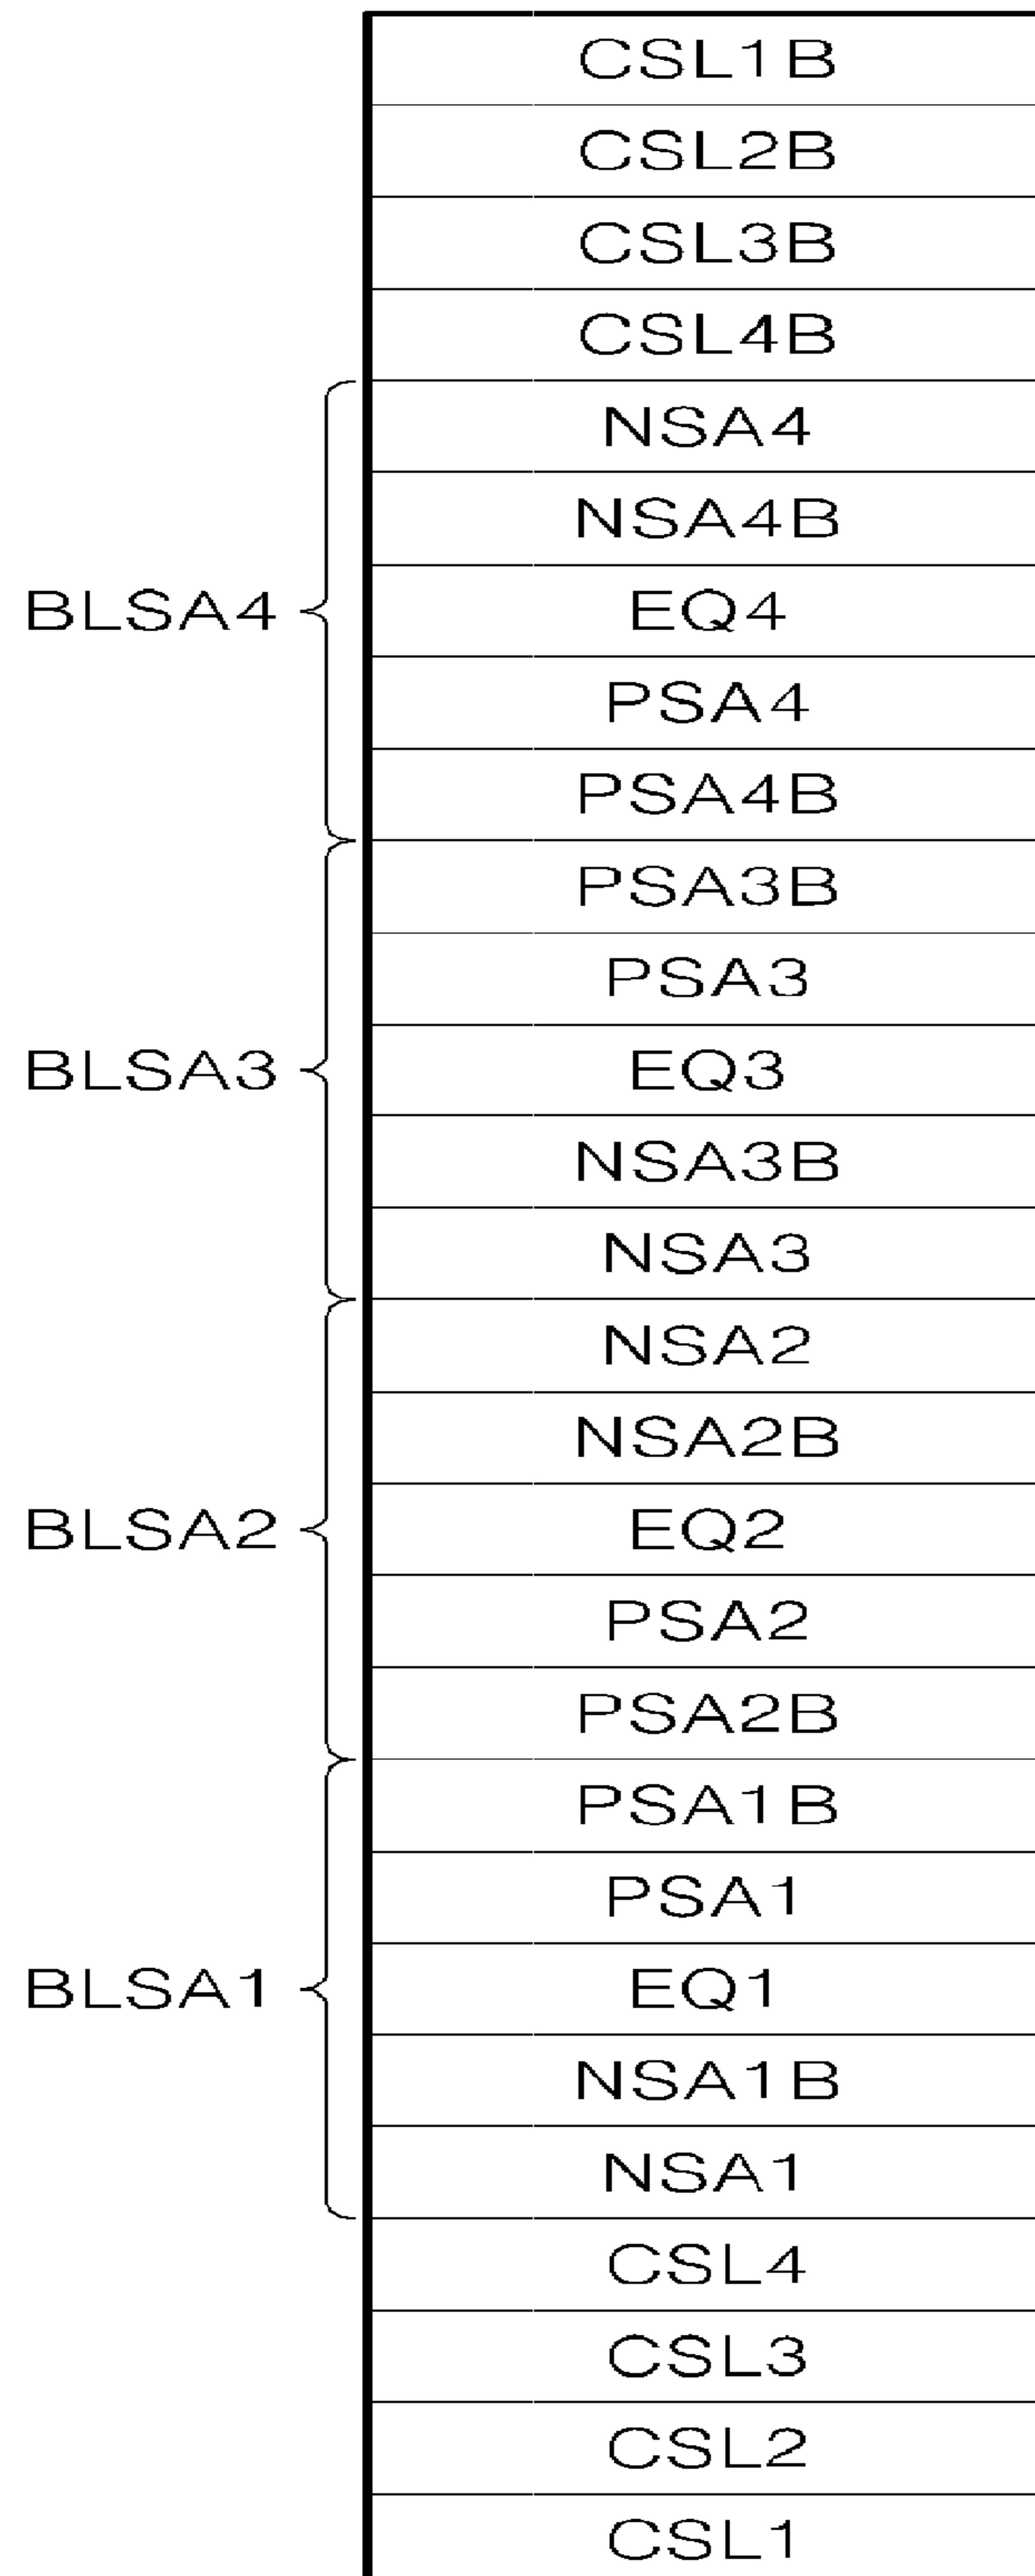 CSL1B
CSL2B
CSL3B
CSL4B
NSA4
NSA4B
BLSA4 EQ4
PSA4
PSA4B
PSA3B
PSA3
BLSA3 EQ3
NSA3B
NSA3
NSA2
NSA2B
BLSA2 EQ2
PSA2
PSA2B
PSA1B
PSA1
BLSA1 EQ1
NSA1B
NSA1
CSL4
CSL3
CSL2
CSL1